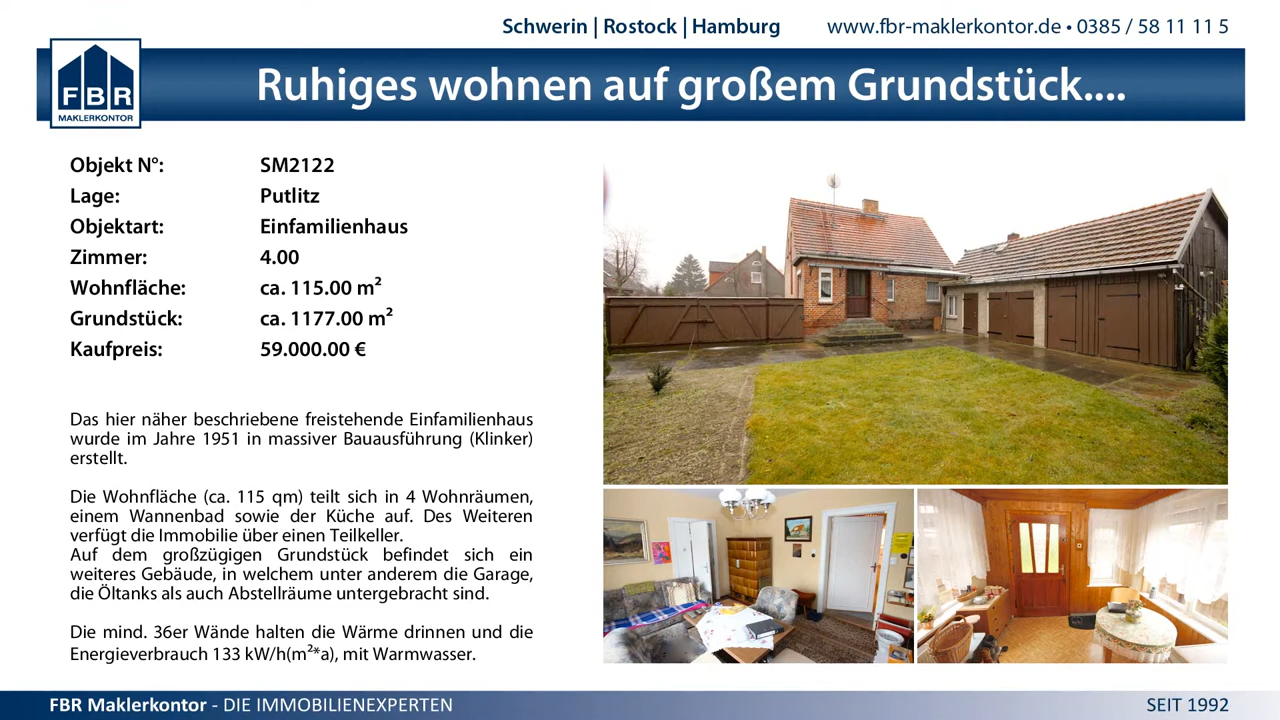 Schwerin | Rostock | Hamburg www.fbr-maklerkontor.de • 0385 / 58 11 11 5
FBR
MAKLERKONTOR
Ruhiges wohnen auf großem Grundstück....
Objekt N°: SM2122
Lage: Putlitz
Objektart: Einfamilienhaus
Zimmer: 4.00
Wohnfläche: ca. 115.00 m²
Grundstück: ca. 1177.00 m²
Kaufpreis: 59.000.00 €
Das hier näher beschriebene freistehende Einfamilienhaus
wurde im Jahre 1951 in massiver Bauausführung (Klinker)
erstellt.
Die Wohnfläche (ca. 115 qm) teilt sich in 4 Wohnräumen,
einem Wannenbad sowie der Küche auf. Des Weiteren
verfügt die Immobilie über einen Teilkeller.
Auf dem großzügigen Grundstück befindet sich ein
weiteres Gebäude, in welchem unter anderem die Garage,
die Öltanks als auch Abstellräume untergebracht sind.
Die mind. 36er Wände halten die Wärme drinnen und die
Energieverbrauch 133 kW/h(m²*a), mit Warmwasser.
FBR Maklerkontor - DIE IMMOBILIENEXPERTEN SEIT 1992